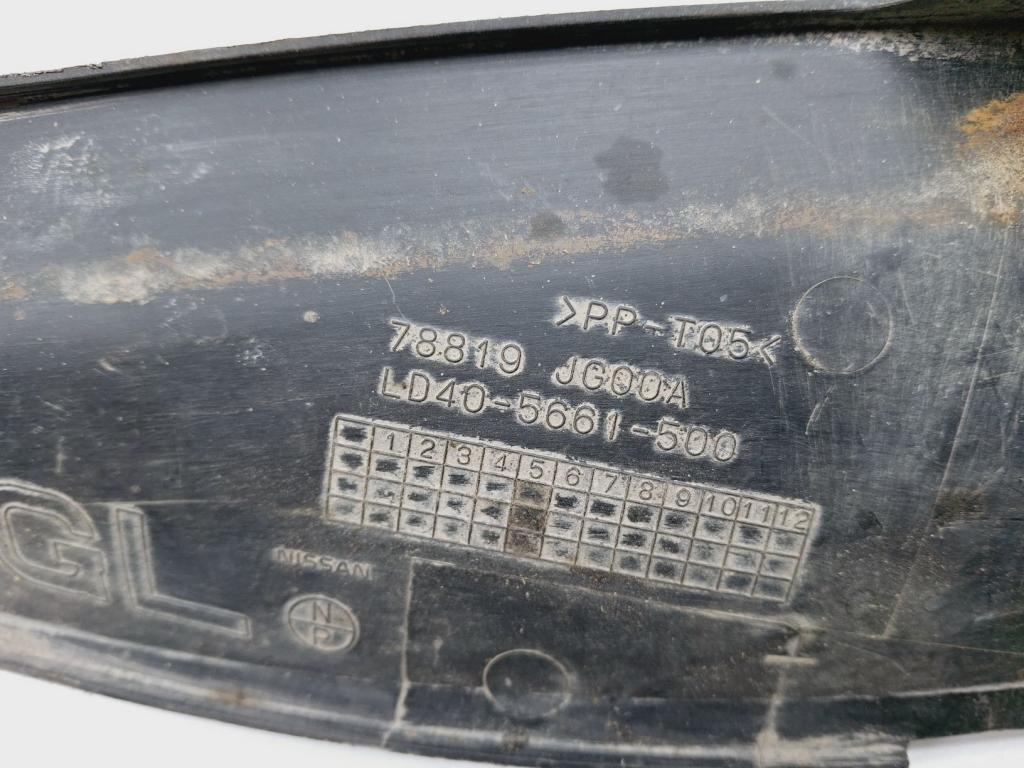 >PP-T05<
78819 JG00A
LD40-5661-500
1 2 3 4 5 6 7 8 9 10 11 12
GL
NISSAN
N
P